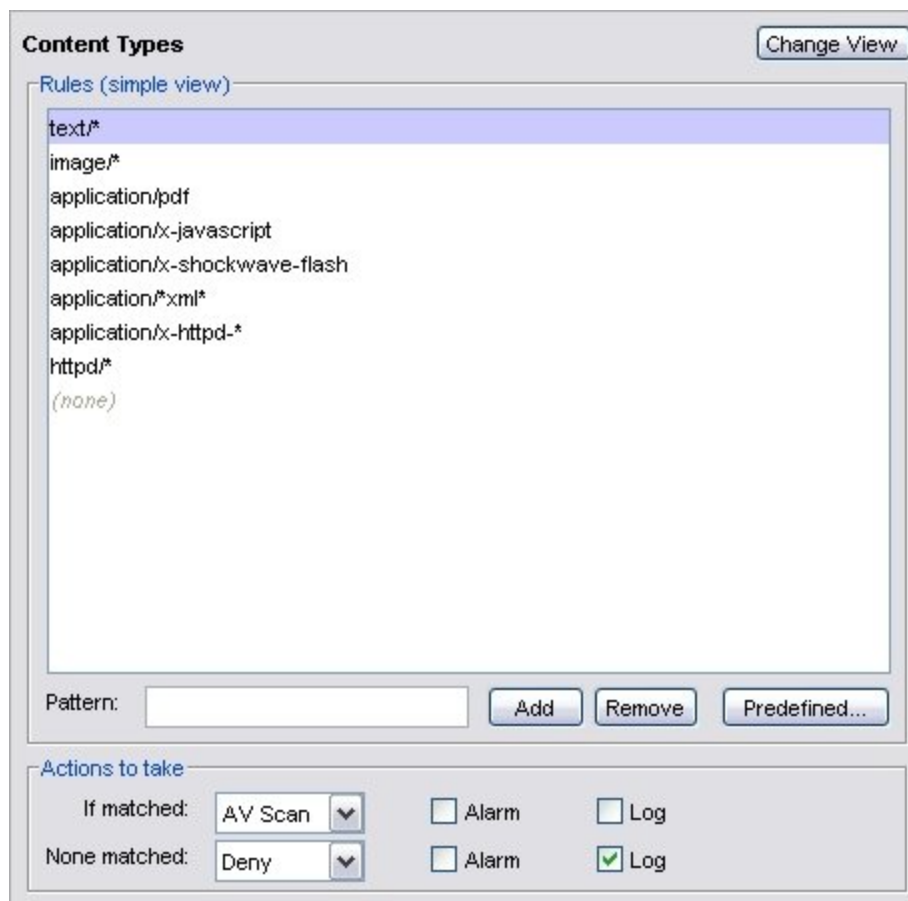 Content Types
Change View
Rules (simple view)
text/*
image/*
application/pdf
application/x-javascript
application/x-shockwave-flash
application/*xml*
application/x-httpd-*
httpd/*
(none)
Pattern:
Add
Remove
Predefined...
Actions to take
If matched: AV Scan Alarm Log
None matched: Deny Alarm Log